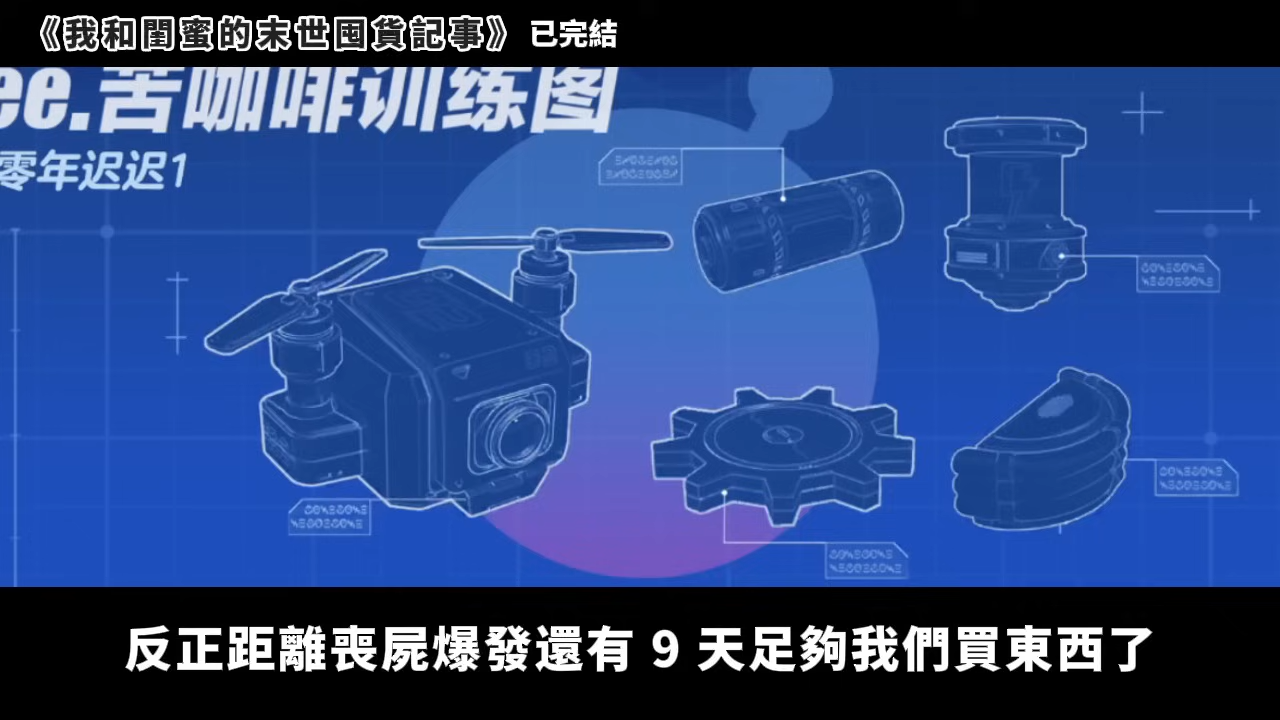 《我和閨蜜的末世囤貨記事》 已完結
ee.苦咖啡训练图
零年迟迟1
反正距離喪屍爆發還有 9 天足夠我們買東西了